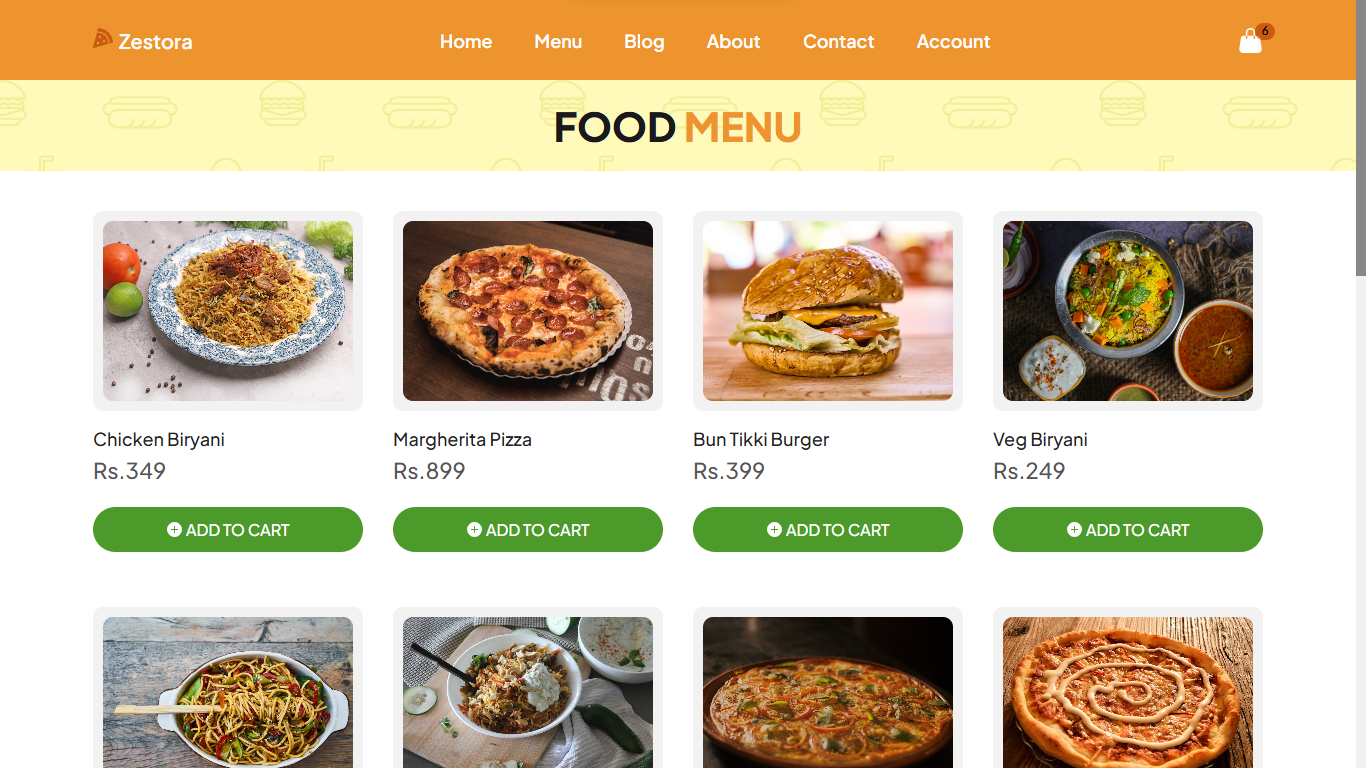 Zestora
Home Menu Blog About Contact Account
6
FOOD MENU
Chicken Biryani
Rs.349
ADD TO CART
Margherita Pizza
Rs.899
ADD TO CART
Bun Tikki Burger
Rs.399
ADD TO CART
Veg Biryani
Rs.249
ADD TO CART